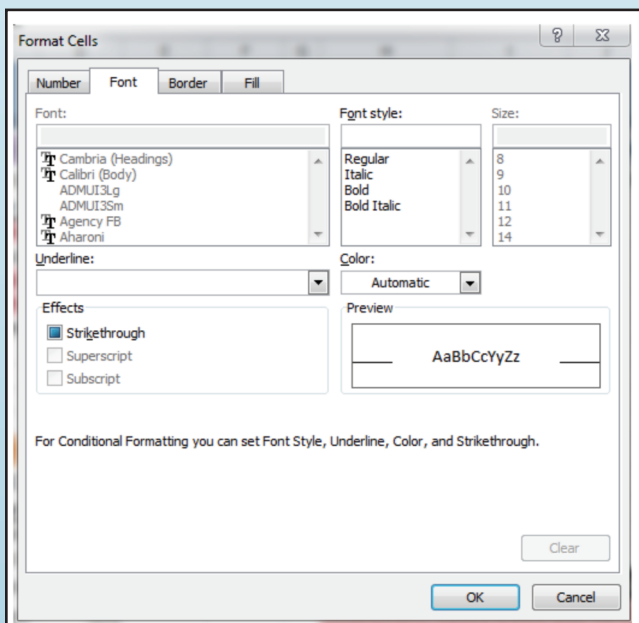 Format Cells
Number Font Border Fill
Font: Font style: Size:
Cambria (Headings) Regular 8
Calibri (Body) Italic 9
ADMUI3Lg Bold 10
ADMUI3Sm Bold Italic 11
Agency FB 12
Aharoni 14
Underline: Color:
Automatic
Effects Preview
Strikethrough
AaBbCcYyZz
Superscript
Subscript
For Conditional Formatting you can set Font Style, Underline, Color, and Strikethrough.
Clear
OK Cancel